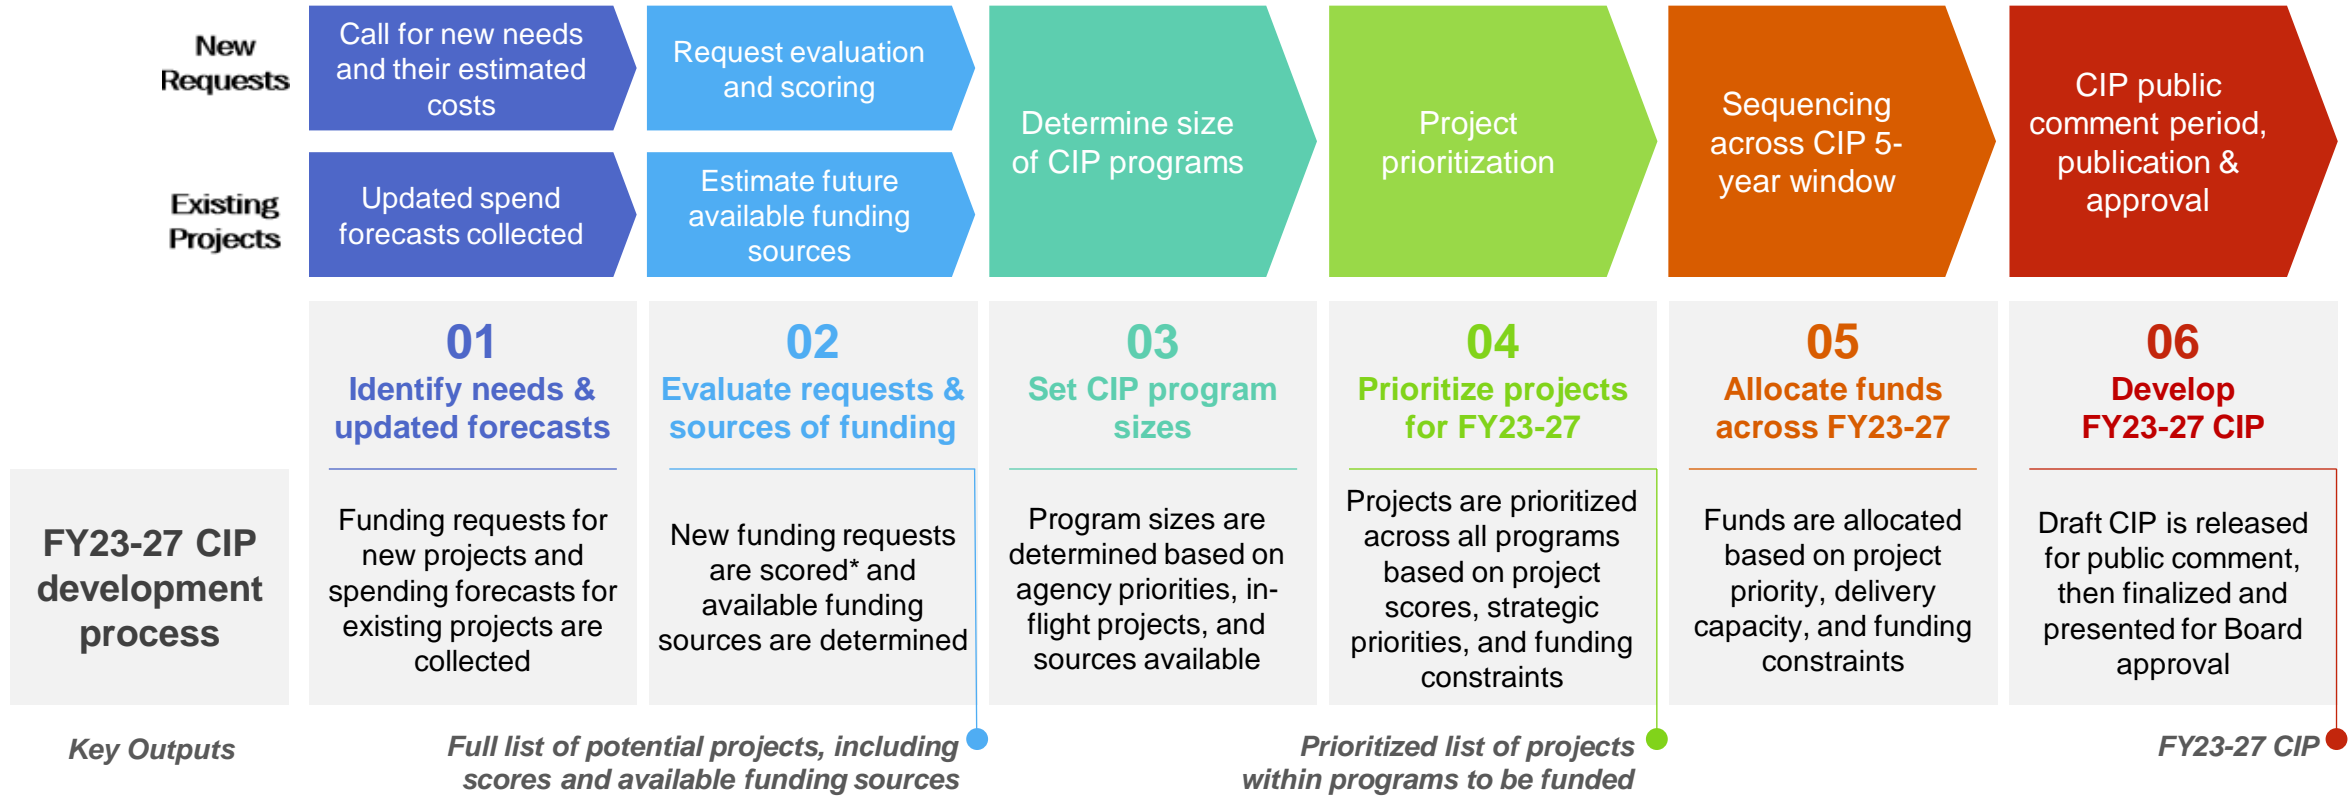 New
Requests
Call for new needs
and their estimated
costs
Request evaluation
and scoring
Existing
Projects
Updated spend
forecasts collected
Estimate future
available funding
sources
Determine size
of CIP programs
Project
prioritization
Sequencing
across CIP 5-
year window
CIP public
comment period,
publication &
approval
FY23-27 CIP
development
process
01
Identify needs &
updated forecasts
Funding requests for
new projects and
spending forecasts for
existing projects are
collected
02
Evaluate requests &
sources of funding
New funding requests
are scored* and
available funding
sources are determined
03
Set CIP program
sizes
Program sizes are
determined based on
agency priorities, in-
flight projects, and
sources available
04
Prioritize projects
for FY23-27
Projects are prioritized
across all programs
based on project
scores, strategic
priorities, and funding
constraints
05
Allocate funds
across FY23-27
Funds are allocated
based on project
priority, delivery
capacity, and funding
constraints
06
Develop
FY23-27 CIP
Draft CIP is released
for public comment,
then finalized and
presented for Board
approval
Key Outputs
Full list of potential projects, including
scores and available funding sources
Prioritized list of projects
within programs to be funded
FY23-27 CIP